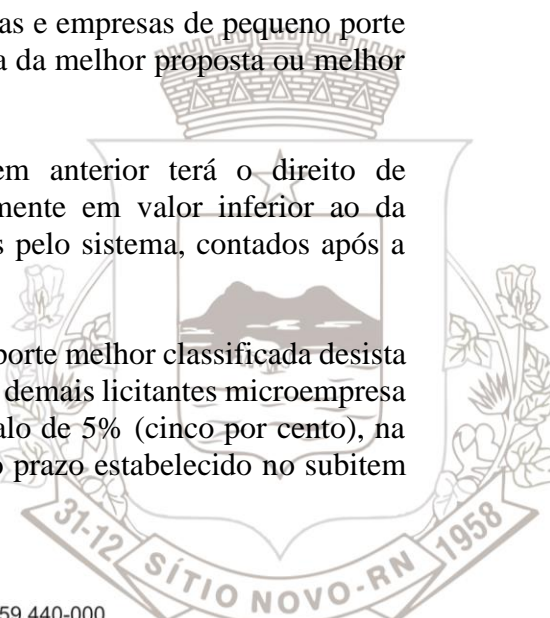 as e empresas de pequeno porte
a da melhor proposta ou melhor
em anterior terá o direito de
mente em valor inferior ao da
s pelo sistema, contados após a
porte melhor classificada desista
demais licitantes microempresa
alo de 5% (cinco por cento), na
o prazo estabelecido no subitem
31-12 SÍTIO NOVO-RN 1958
59.440-000